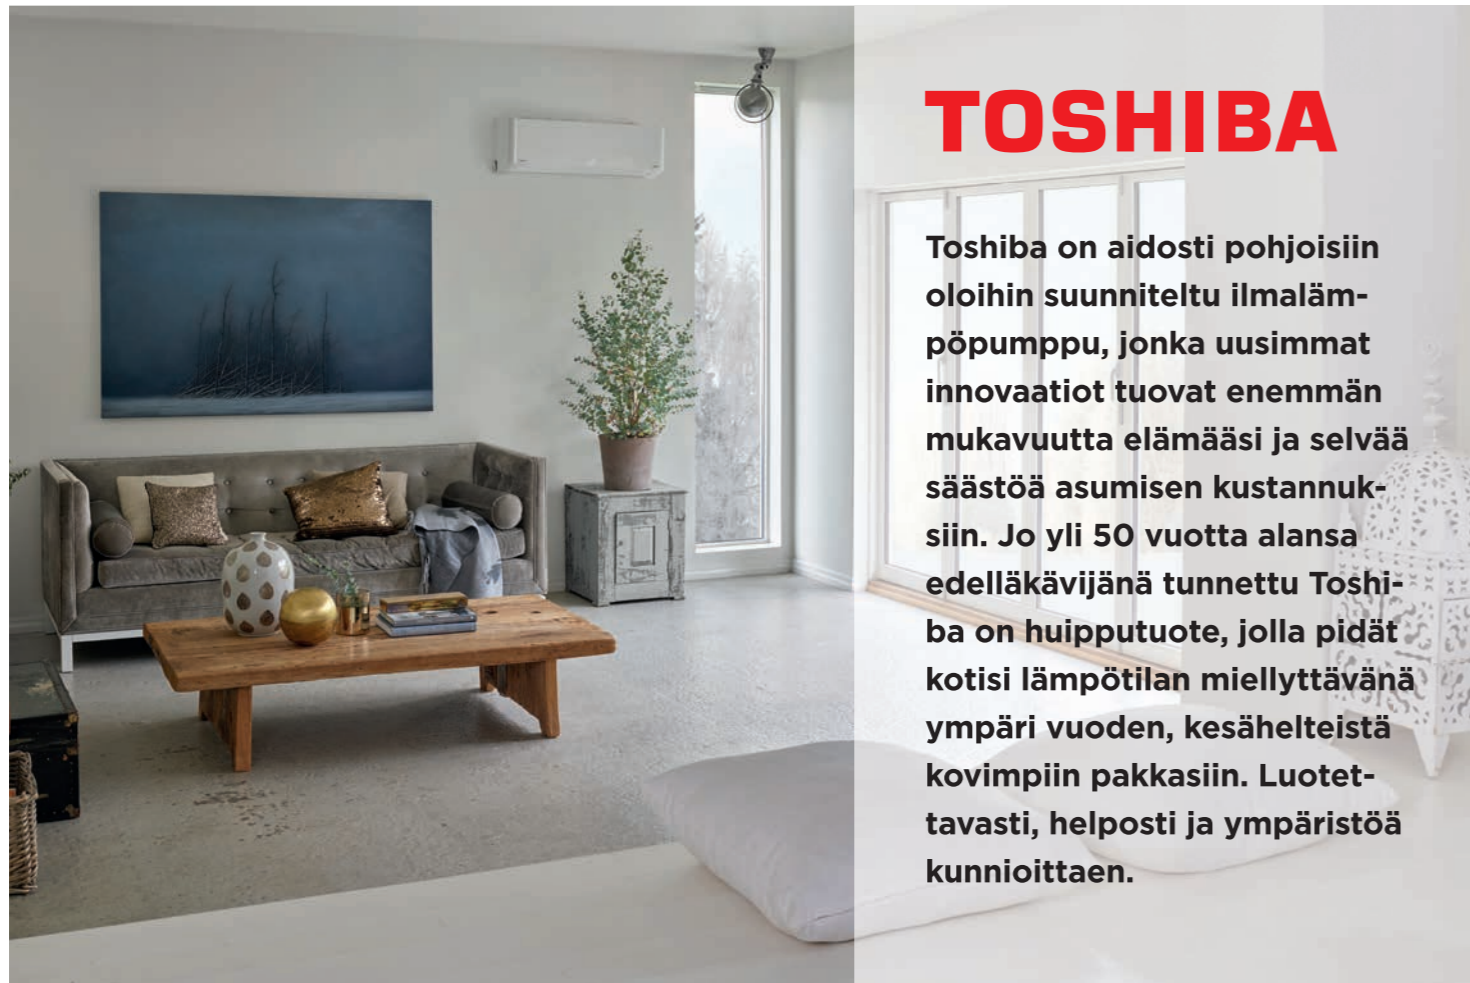 TOSHIBA
Toshiba on aidosti pohjoisiin
oloihin suunniteltu ilmaläm-
pöpumppu, jonka uusimmat
innovaatiot tuovat enemmän
mukavuutta elämääsi ja selvää
säästöä asumisen kustannuk-
siin. Jo yli 50 vuotta alansa
edelläkävijänä tunnettu Toshi-
ba on huipputuote, jolla pidät
kotisi lämpötilan miellyttävänä
ympäri vuoden, kesähelteistä
kovimpiin pakkasiin. Luotet-
tavasti, helposti ja ympäristöä
kunnioittaen.